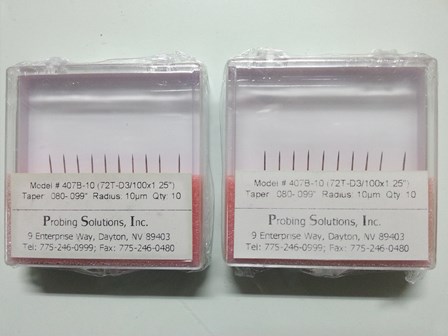 Model # 407B-10 (72T-D3/100x1.25")
Taper: .080-.099" Radius: 10µm Qty: 10
Probing Solutions, Inc.
9 Enterprise Way, Dayton, NV 89403
Tel: 775-246-0999; Fax: 775-246-0480
Model # 407B-10 (72T-D3/100x1.25")
Taper: .080-.099" Radius: 10µm Qty: 10
Probing Solutions, Inc.
9 Enterprise Way, Dayton, NV 89403
Tel: 775-246-0999; Fax: 775-246-0480